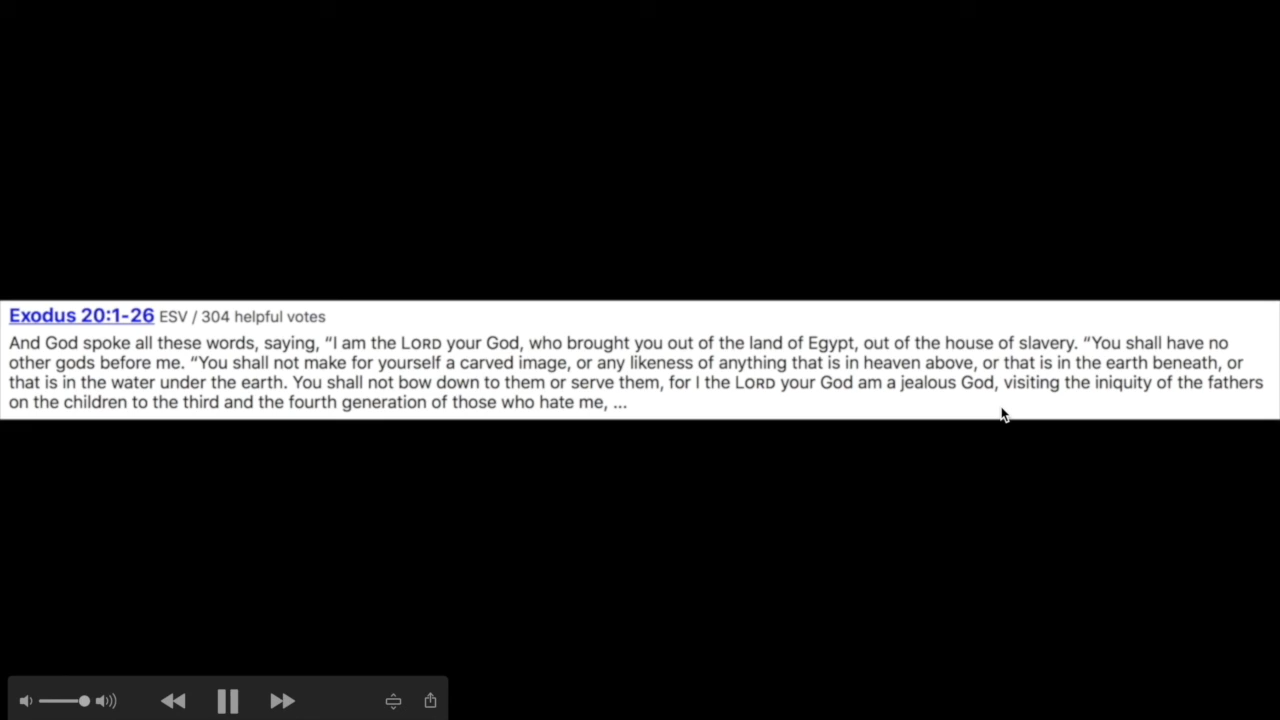 Exodus 20:1-26 ESV / 304 helpful votes
And God spoke all these words, saying, “I am the LORD your God, who brought you out of the land of Egypt, out of the house of slavery. “You shall have no
other gods before me. “You shall not make for yourself a carved image, or any likeness of anything that is in heaven above, or that is in the earth beneath, or
that is in the water under the earth. You shall not bow down to them or serve them, for I the LORD your God am a jealous God, visiting the iniquity of the fathers
on the children to the third and the fourth generation of those who hate me, ...